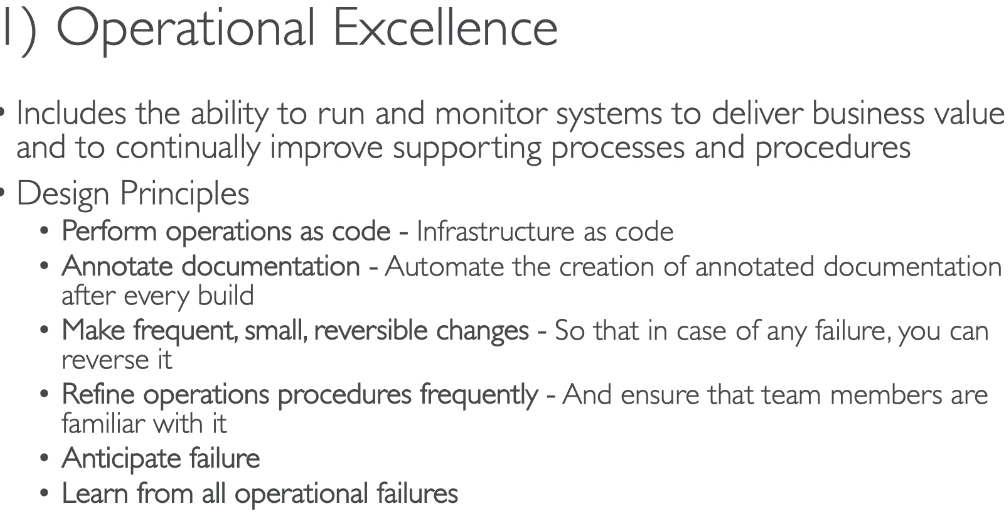 1) Operational Excellence
• Includes the ability to run and monitor systems to deliver business value
and to continually improve supporting processes and procedures
• Design Principles
• Perform operations as code - Infrastructure as code
• Annotate documentation - Automate the creation of annotated documentation
after every build
• Make frequent, small, reversible changes - So that in case of any failure, you can
reverse it
• Refine operations procedures frequently - And ensure that team members are
familiar with it
• Anticipate failure
• Learn from all operational failures